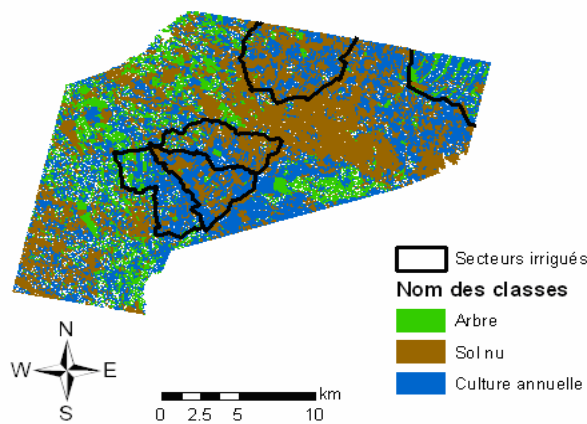 Secteurs irrigués
Nom des classes
Arbre
Sol nu
Culture annuelle
N
W E
S
km
0 2.5 5 10